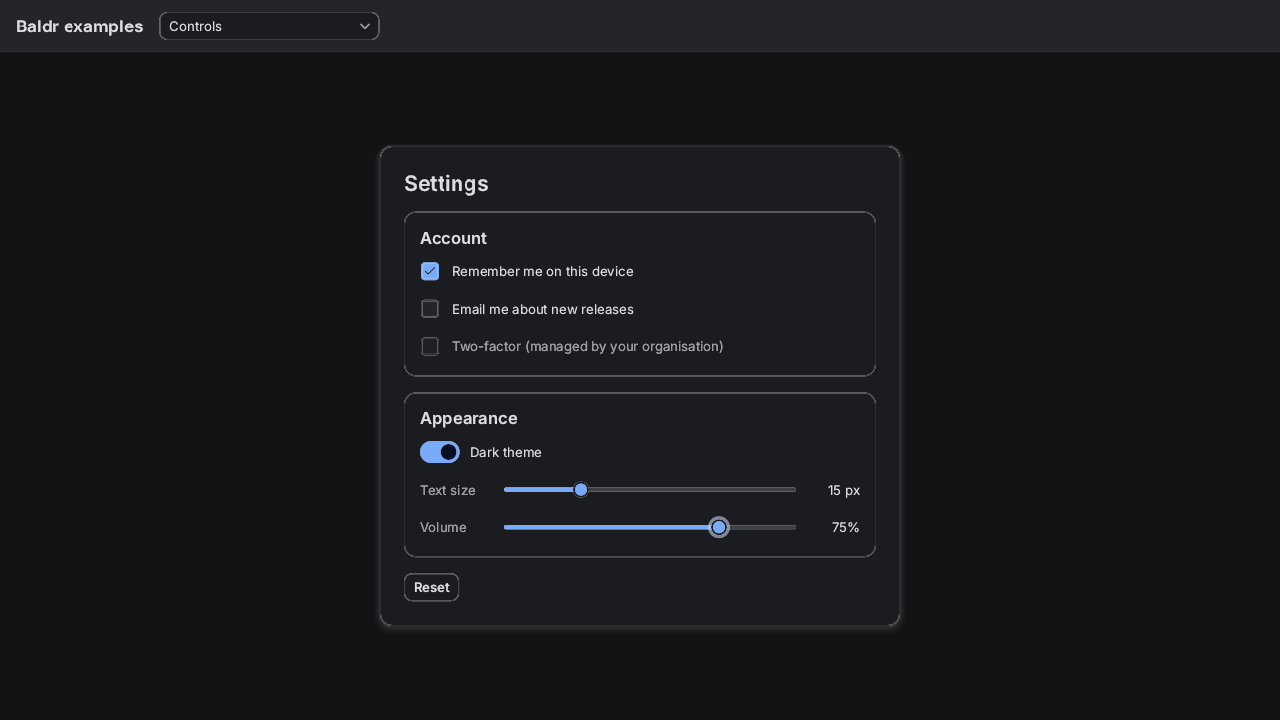 Baldr examples
Controls
Settings
Account
Remember me on this device
Email me about new releases
Two-factor (managed by your organisation)
Appearance
Dark theme
Text size 15 px
Volume 75%
Reset